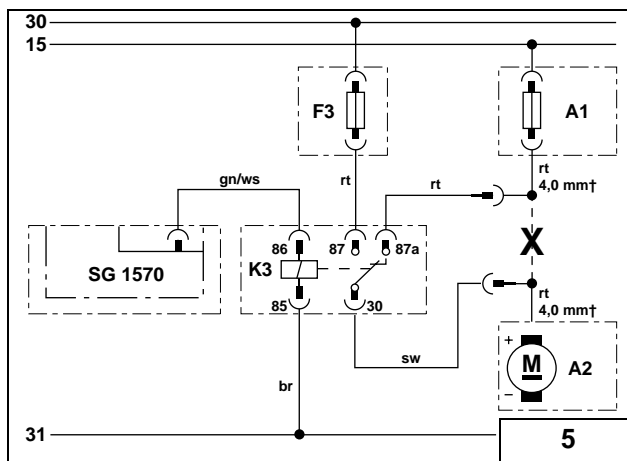 30
15
F3
A1
rt
4,0 mm†
gn/ws
rt
rt
X
86
87
87a
SG 1570
K3
85
30
rt
4,0 mm†
sw
+
M
A2
–
br
31
5